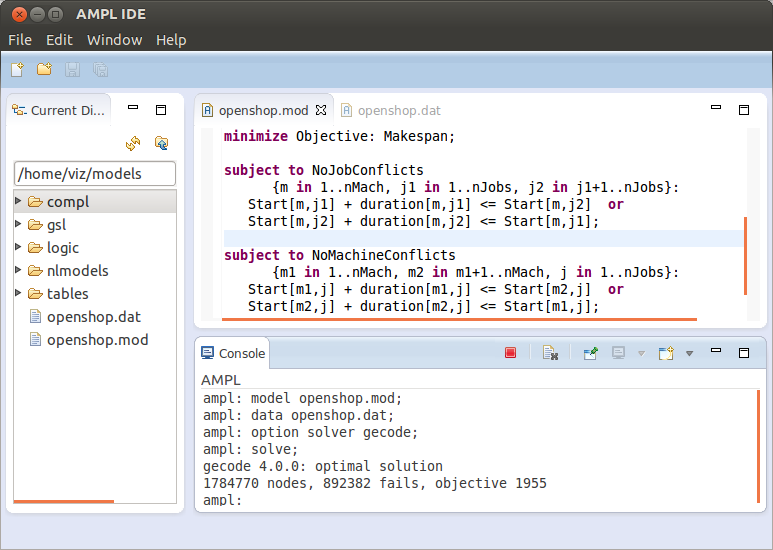 AMPL IDE
File Edit Window Help
Current Di...
/home/viz/models
compl
gsl
logic
nlmodels
tables
openshop.dat
openshop.mod
openshop.mod openshop.dat
minimize Objective: Makespan;
subject to NoJobConflicts
{m in 1..nMach, j1 in 1..nJobs, j2 in j1+1..nJobs}:
Start[m,j1] + duration[m,j1] <= Start[m,j2] or
Start[m,j2] + duration[m,j2] <= Start[m,j1];
subject to NoMachineConflicts
{m1 in 1..nMach, m2 in m1+1..nMach, j in 1..nJobs}:
Start[m1,j] + duration[m1,j] <= Start[m2,j] or
Start[m2,j] + duration[m2,j] <= Start[m1,j];
Console
AMPL
ampl: model openshop.mod;
ampl: data openshop.dat;
ampl: option solver gecode;
ampl: solve;
gecode 4.0.0: optimal solution
1784770 nodes, 892382 fails, objective 1955
ampl: